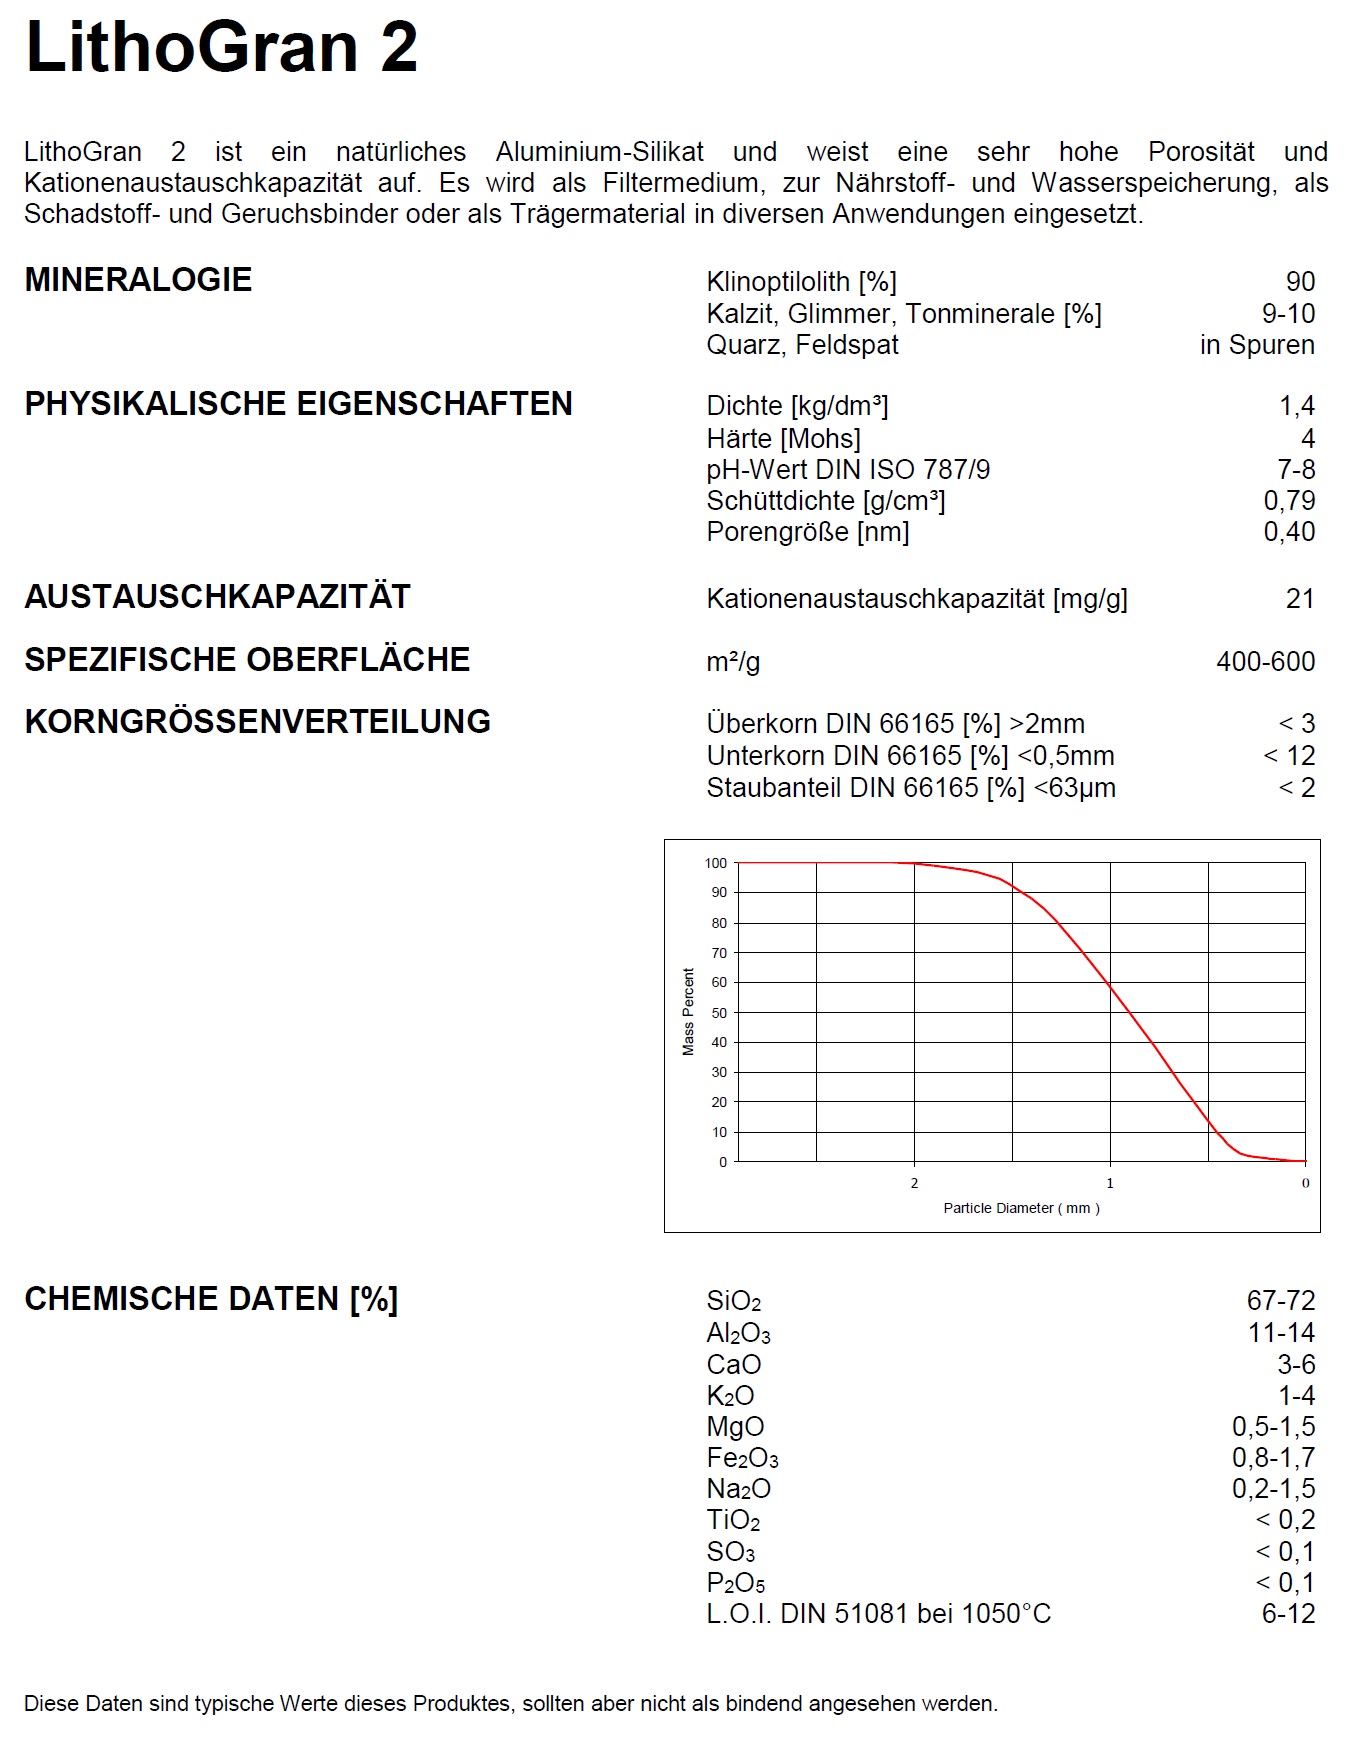 LithoGran 2
LithoGran 2 ist ein natürliches Aluminium-Silikat und weist eine sehr hohe Porosität und
Kationenaustauschkapazität auf. Es wird als Filtermedium, zur Nährstoff- und Wasserspeicherung, als
Schadstoff- und Geruchsbinder oder als Trägermaterial in diversen Anwendungen eingesetzt.
MINERALOGIE Klinoptilolith [%] 90
Kalzit, Glimmer, Tonminerale [%] 9-10
Quarz, Feldspat in Spuren
PHYSIKALISCHE EIGENSCHAFTEN Dichte [kg/dm³] 1,4
Härte [Mohs] 4
pH-Wert DIN ISO 787/9 7-8
Schüttdichte [g/cm³] 0,79
Porengröße [nm] 0,40
AUSTAUSCHKAPAZITÄT Kationenaustauschkapazität [mg/g] 21
SPEZIFISCHE OBERFLÄCHE m²/g 400-600
KORNGRÖSSENVERTEILUNG Überkorn DIN 66165 [%] >2mm < 3
Unterkorn DIN 66165 [%] <0,5mm < 12
Staubanteil DIN 66165 [%] <63µm < 2
100
90
80
70
60
50
40
30
20
10
0
Mass Percent
2 1 0
Particle Diameter ( mm )
CHEMISCHE DATEN [%] SiO₂ 67-72
Al₂O₃ 11-14
CaO 3-6
K₂O 1-4
MgO 0,5-1,5
Fe₂O₃ 0,8-1,7
Na₂O 0,2-1,5
TiO₂ < 0,2
SO₃ < 0,1
P₂O₅ < 0,1
L.O.I. DIN 51081 bei 1050°C 6-12
Diese Daten sind typische Werte dieses Produktes, sollten aber nicht als bindend angesehen werden.